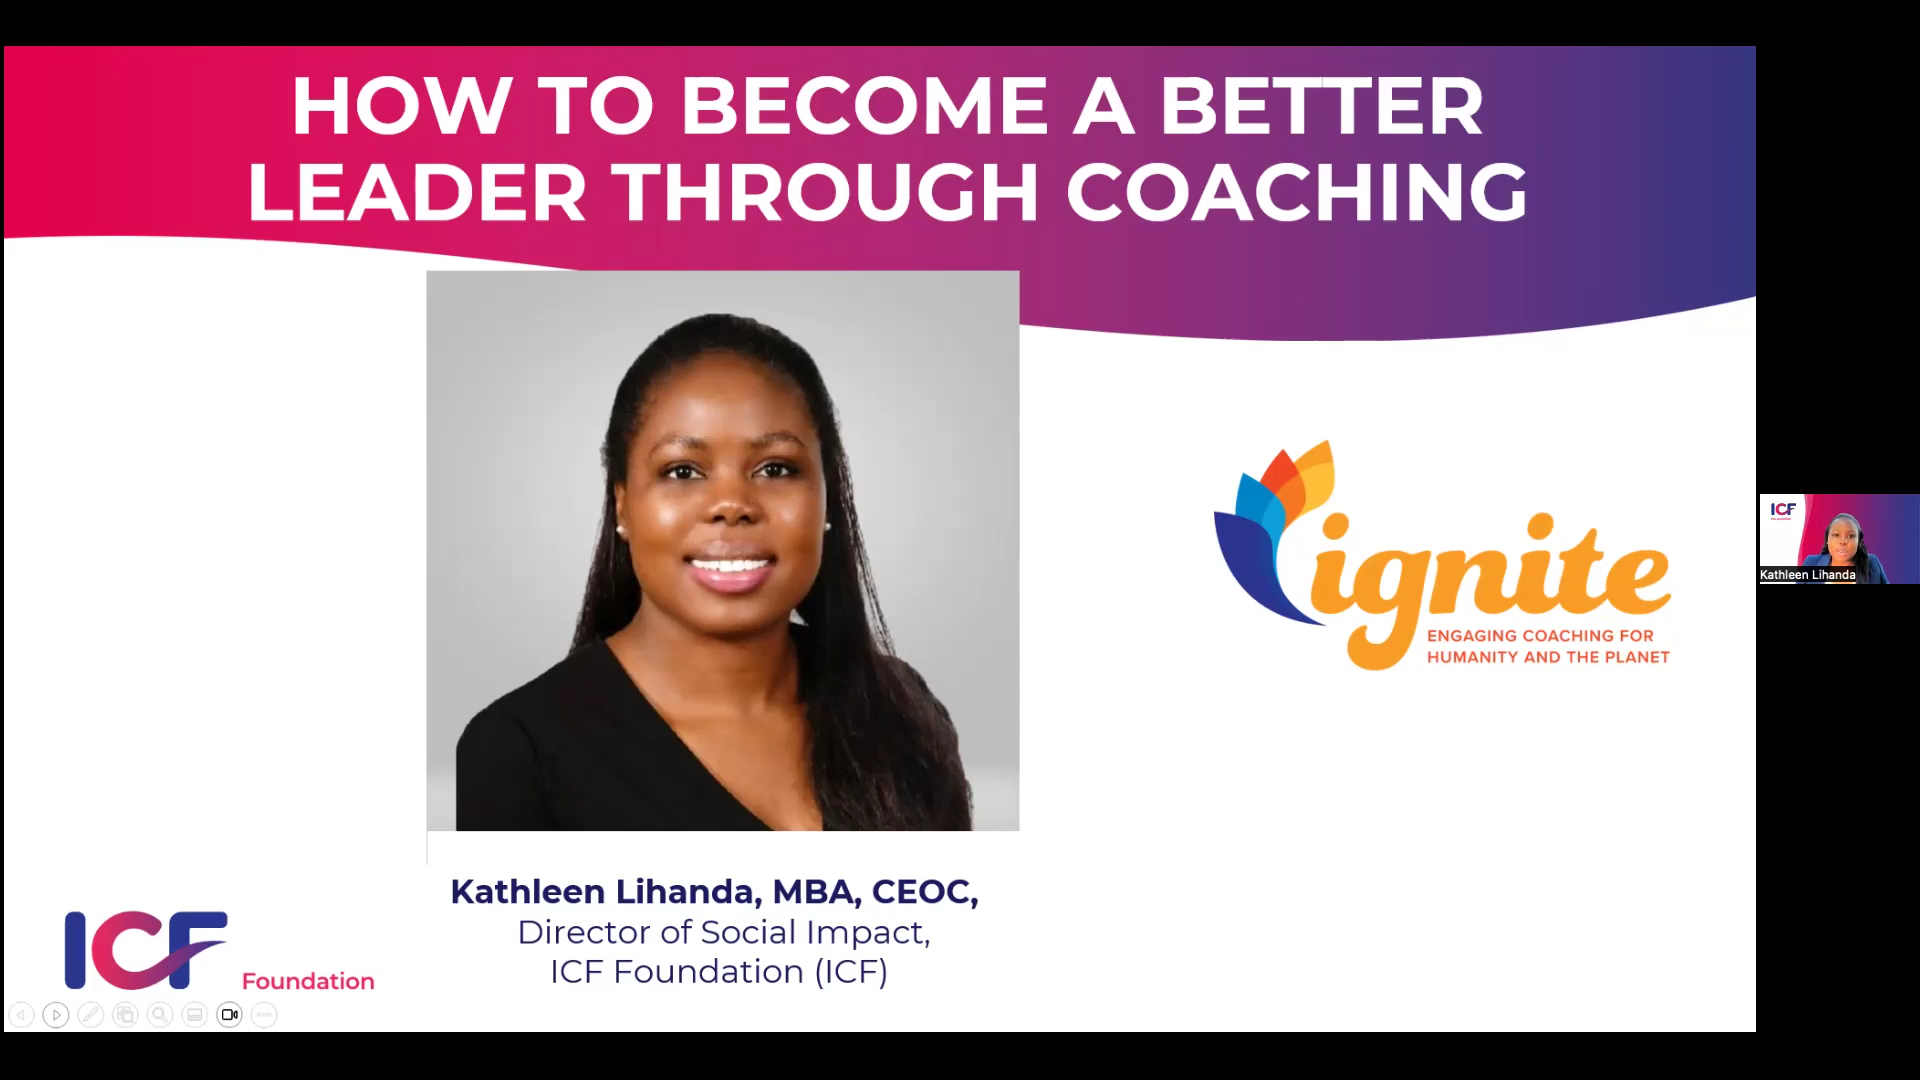 HOW TO BECOME A BETTER
LEADER THROUGH COACHING
ignite
ENGAGING COACHING FOR
HUMANITY AND THE PLANET
ICF
Kathleen Lihanda
Kathleen Lihanda, MBA, CEOC,
Director of Social Impact,
ICF Foundation (ICF)
ICF
Foundation